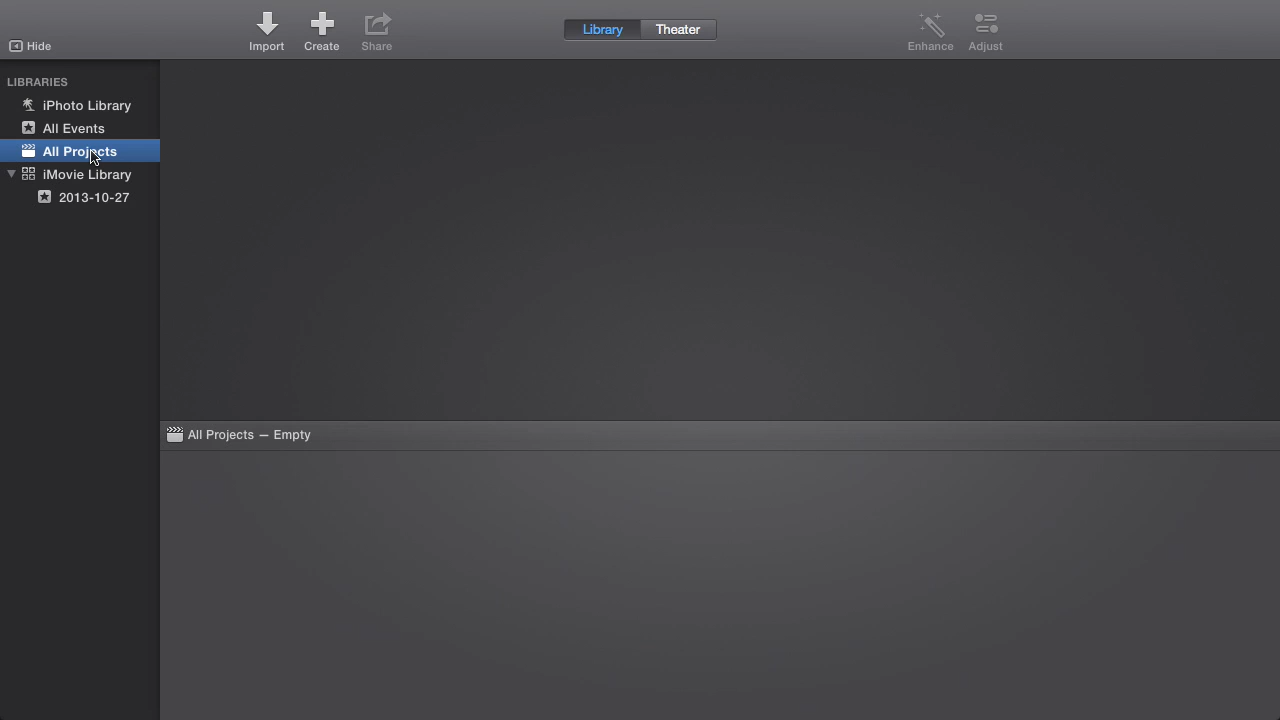 Hide
Import
Create
Share
Library
Theater
Enhance
Adjust
LIBRARIES
iPhoto Library
All Events
All Projects
iMovie Library
2013-10-27
All Projects — Empty